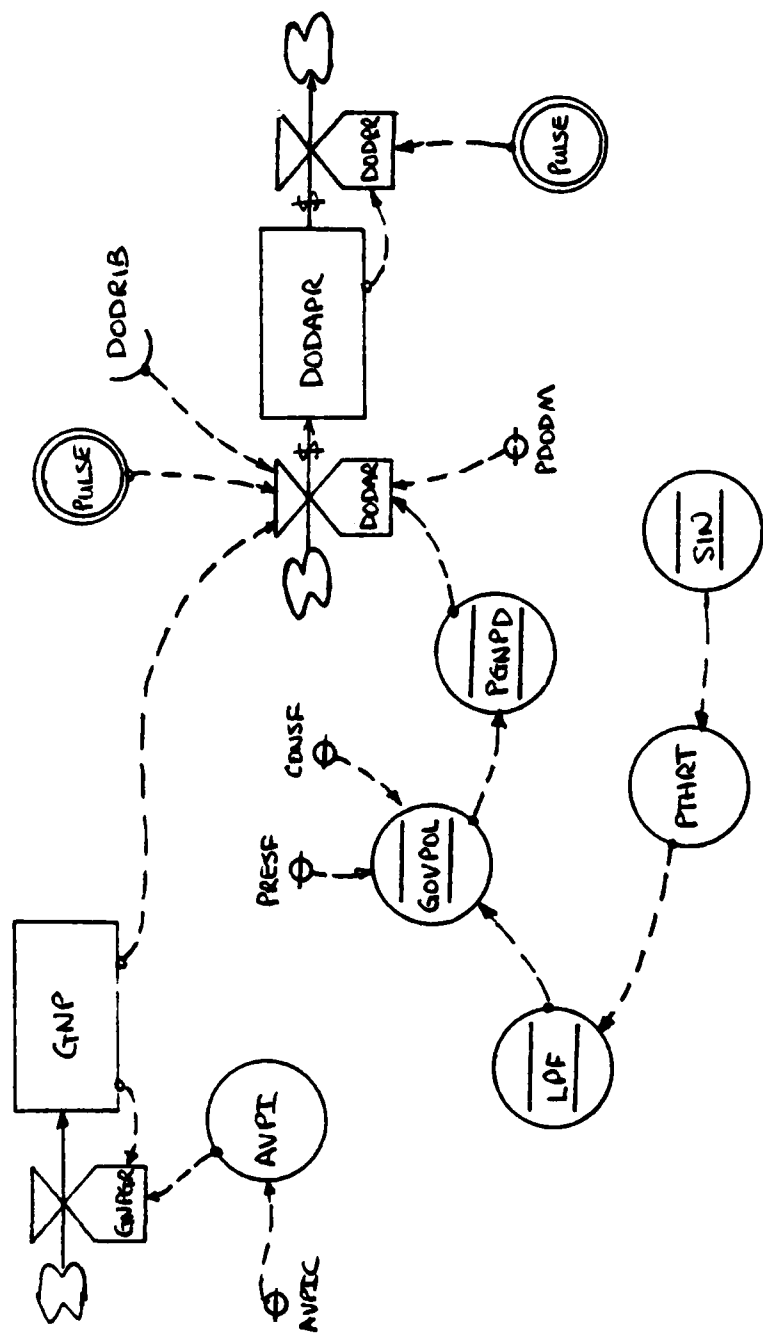 GNP
GNPGR
AVPI
AVPIC
PULSE
DODRIB
$
DODAR
DODAPR
$
DODPR
PULSE
PDODM
PRESF
CONSF
GOVPOL
PGNPD
LPF
PTHRT
SIN